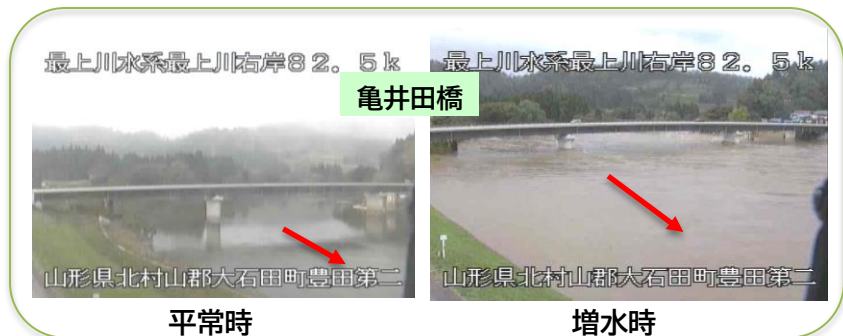 最上川水系最上川右岸82.5k
最上川水系最上川右岸82.5k
亀井田橋
山形県北村山郡大石田町豊田第二
山形県北村山郡大石田町豊田第二
平常時
増水時